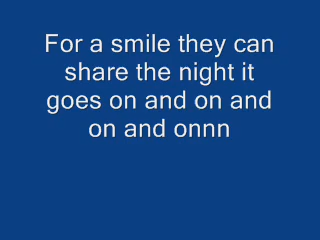 For a smile they can
share the night it
goes on and on and
on and onnn